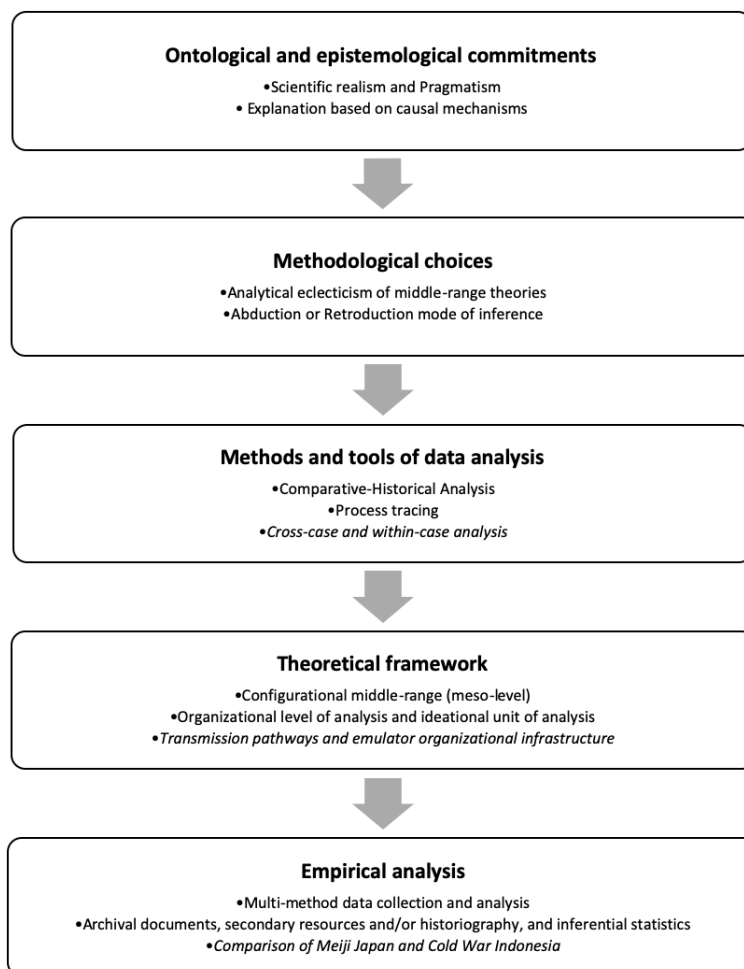 Ontological and epistemological commitments
•Scientific realism and Pragmatism
• Explanation based on causal mechanisms
Methodological choices
•Analytical eclecticism of middle-range theories
•Abduction or Retroduction mode of inference
Methods and tools of data analysis
•Comparative-Historical Analysis
•Process tracing
•Cross-case and within-case analysis
Theoretical framework
•Configurational middle-range (meso-level)
•Organizational level of analysis and ideational unit of analysis
•Transmission pathways and emulator organizational infrastructure
Empirical analysis
•Multi-method data collection and analysis
•Archival documents, secondary resources and/or historiography, and inferential statistics
•Comparison of Meiji Japan and Cold War Indonesia